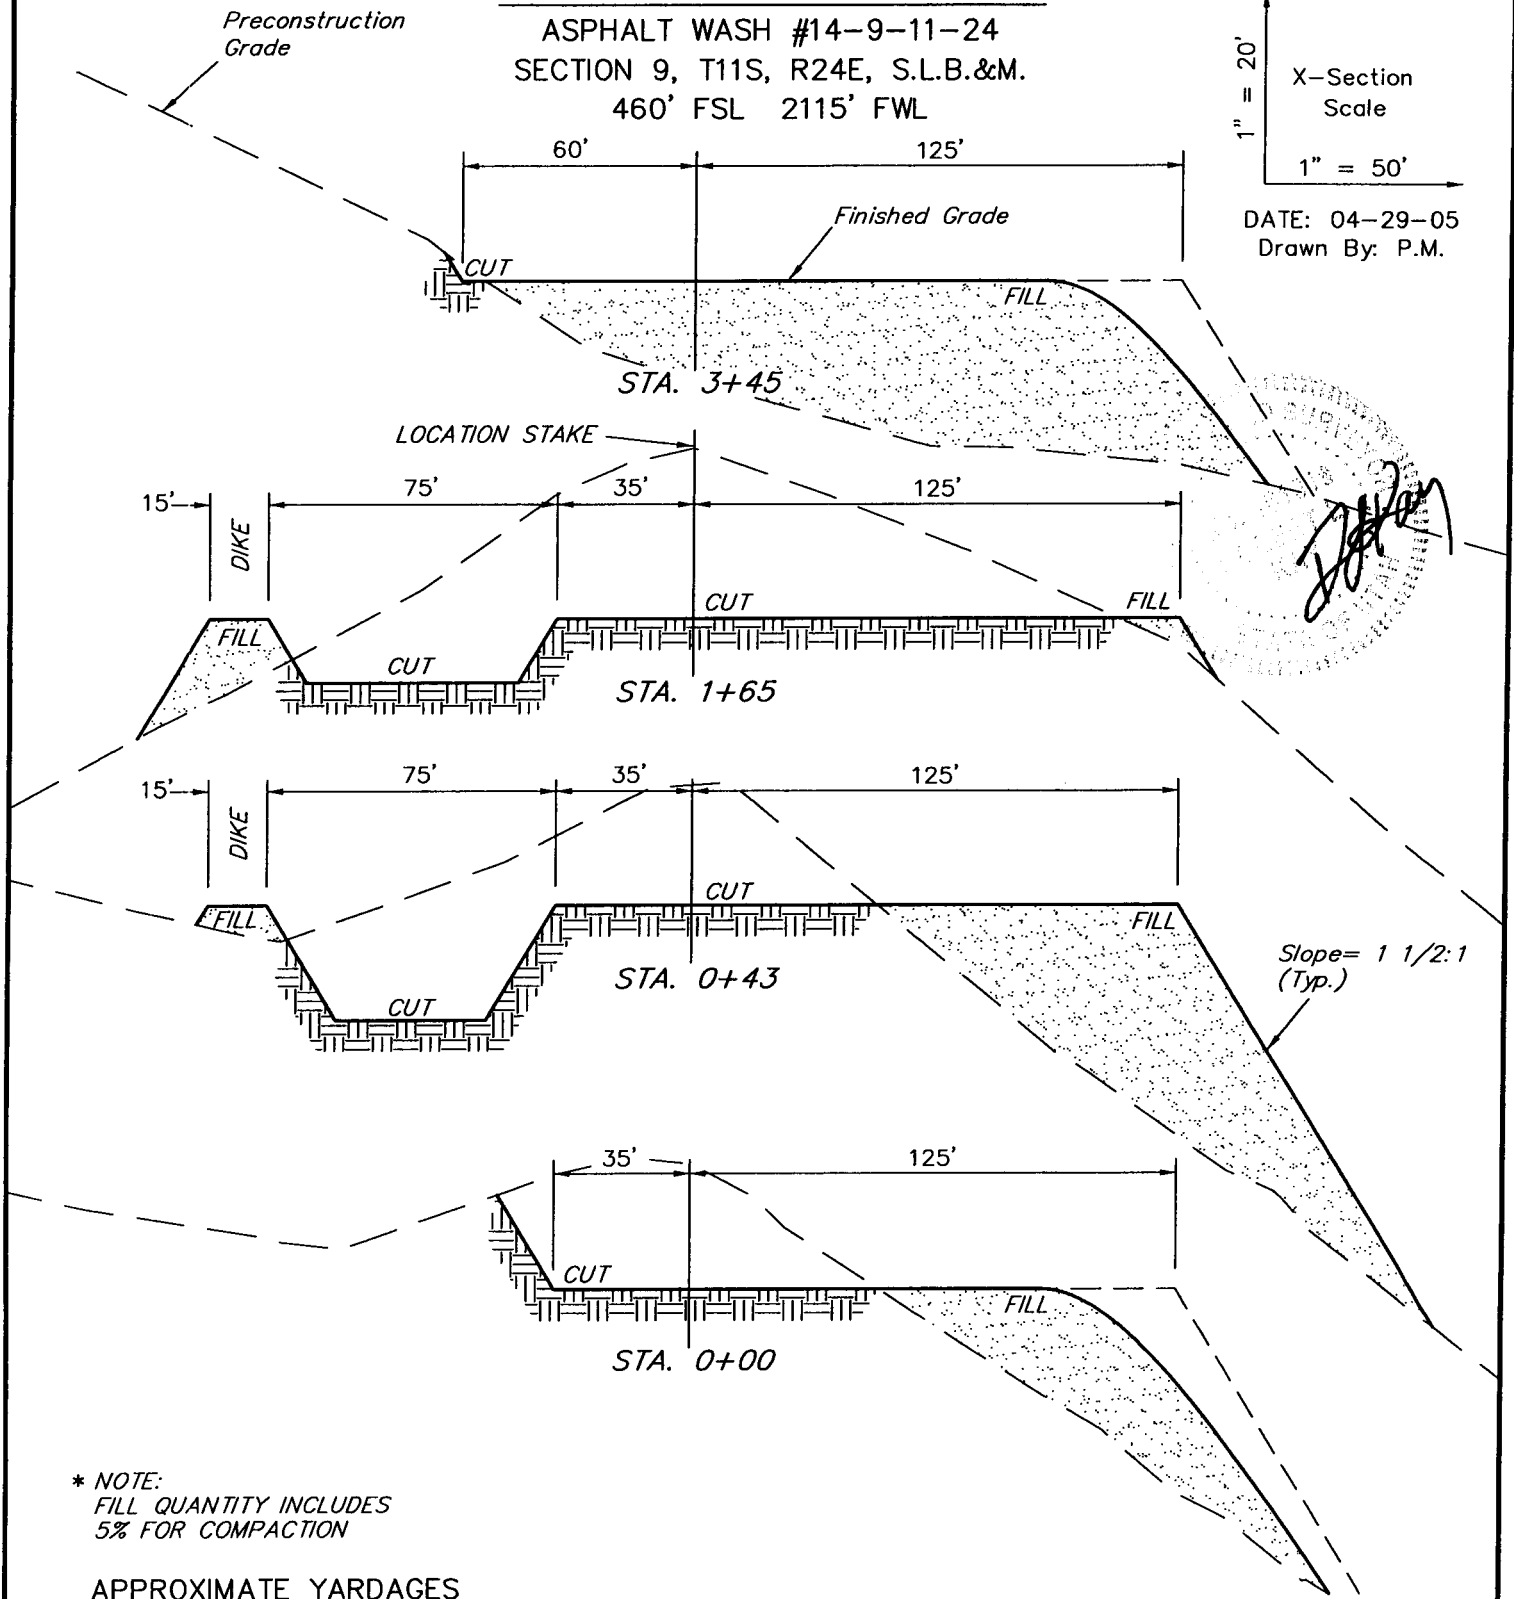 Preconstruction
Grade
ASPHALT WASH #14-9-11-24
SECTION 9, T11S, R24E, S.L.B.&M.
460' FSL 2115' FWL
1" = 20'
X-Section
Scale
1" = 50'
DATE: 04-29-05
Drawn By: P.M.
60'
125'
Finished Grade
CUT
FILL
STA. 3+45
LOCATION STAKE
15'
DIKE
75'
35'
125'
FILL
CUT
CUT
FILL
STA. 1+65
15'
DIKE
75'
35'
125'
FILL
CUT
CUT
FILL
STA. 0+43
Slope= 1 1/2:1
(Typ.)
35'
125'
CUT
FILL
STA. 0+00
* NOTE:
FILL QUANTITY INCLUDES
5% FOR COMPACTION
APPROXIMATE YARDAGES